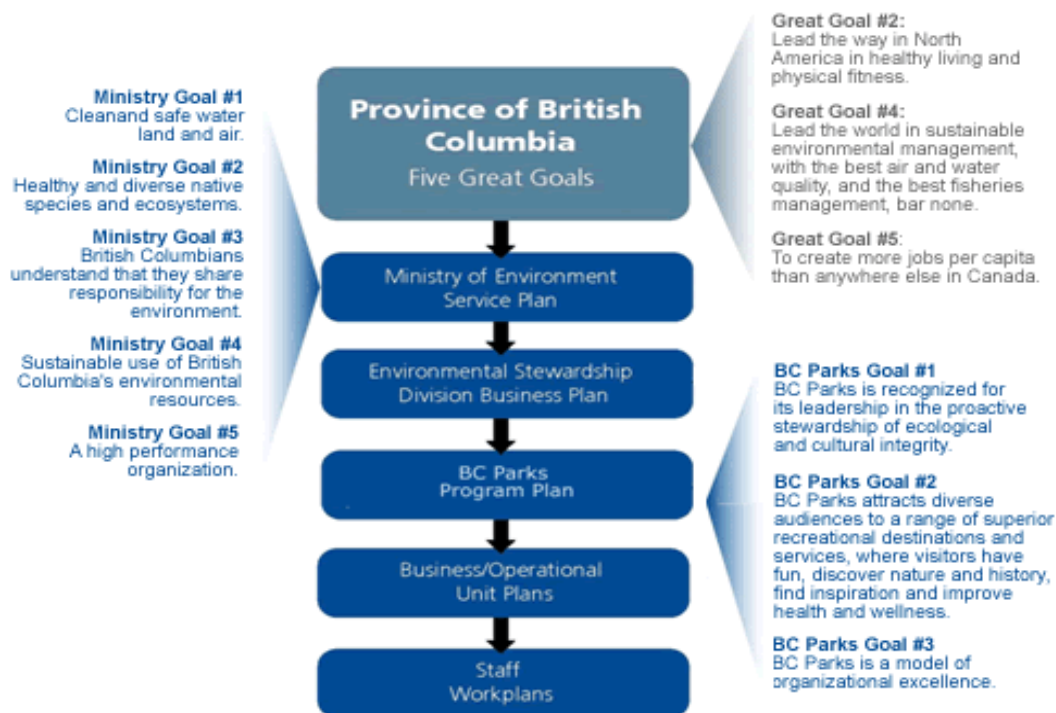 Ministry Goal #1
Cleanand safe water
land and air.
Ministry Goal #2
Healthy and diverse native
species and ecosystems.
Ministry Goal #3
British Columbians
understand that they share
responsibility for the
environment.
Ministry Goal #4
Sustainable use of British
Columbia's environmental
resources.
Ministry Goal #5
A high performance
organization.
Province of British
Columbia
Five Great Goals
Ministry of Environment
Service Plan
Environmental Stewardship
Division Business Plan
BC Parks
Program Plan
Business/Operational
Unit Plans
Staff
Workplans
Great Goal #2:
Lead the way in North
America in healthy living and
physical fitness.
Great Goal #4:
Lead the world in sustainable
environmental management,
with the best air and water
quality, and the best fisheries
management, bar none.
Great Goal #5:
To create more jobs per capita
than anywhere else in Canada.
BC Parks Goal #1
BC Parks is recognized for
its leadership in the proactive
stewardship of ecological
and cultural integrity.
BC Parks Goal #2
BC Parks attracts diverse
audiences to a range of superior
recreational destinations and
services, where visitors have
fun, discover nature and history,
find inspiration and improve
health and wellness.
BC Parks Goal #3
BC Parks is a model of
organizational excellence.